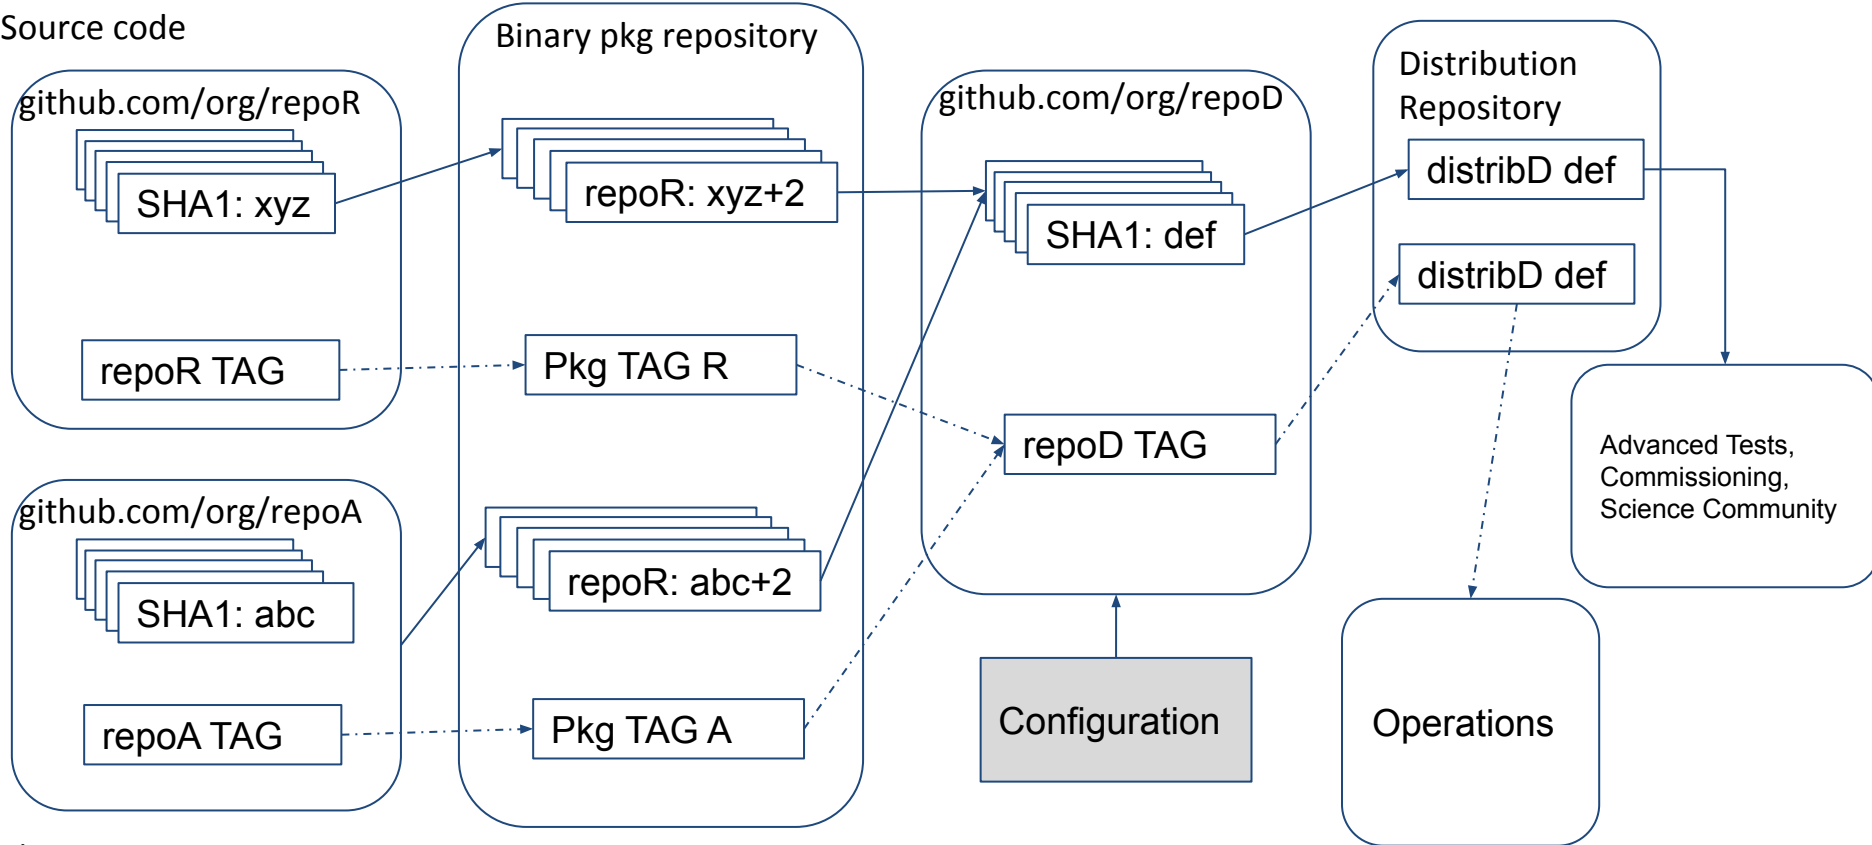 Source code
github.com/org/repoR
SHA1: xyz
repoR TAG
github.com/org/repoA
SHA1: abc
repoA TAG
Binary pkg repository
repoR: xyz+2
Pkg TAG R
repoR: abc+2
Pkg TAG A
github.com/org/repoD
SHA1: def
repoD TAG
Configuration
Distribution
Repository
distribD def
distribD def
Advanced Tests,
Commissioning,
Science Community
Operations